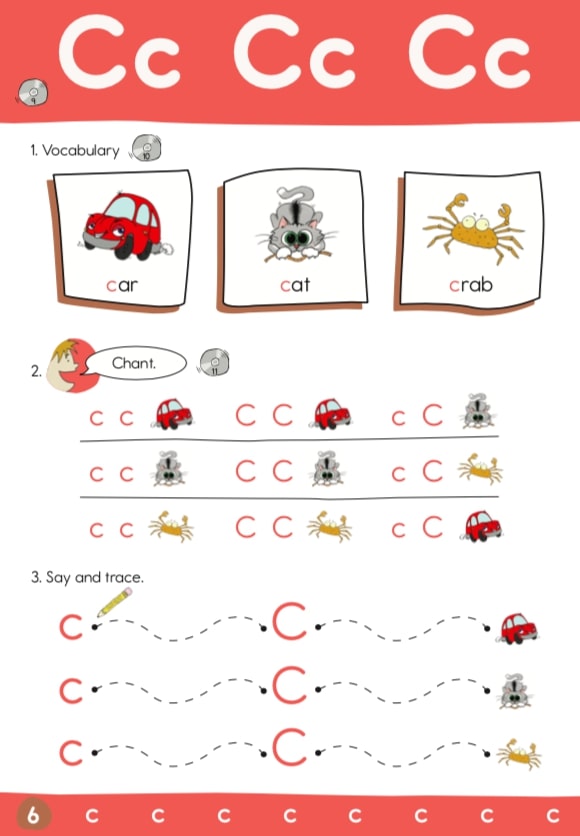 Cc Cc Cc
9
1. Vocabulary 10
car cat crab
2. Chant. 11
c c C C c C
c c C C c C
c c C C c C
3. Say and trace.
c C
c C
c C
6 c c c c c c c c